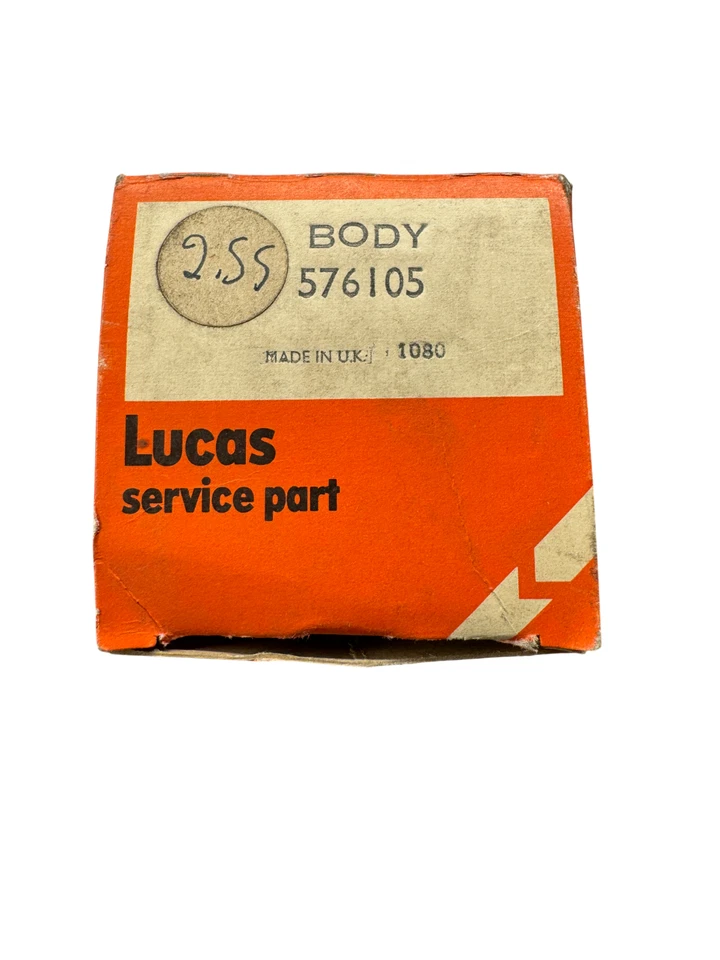 2.55
BODY
576105
MADE IN U.K. 1080
Lucas
service part